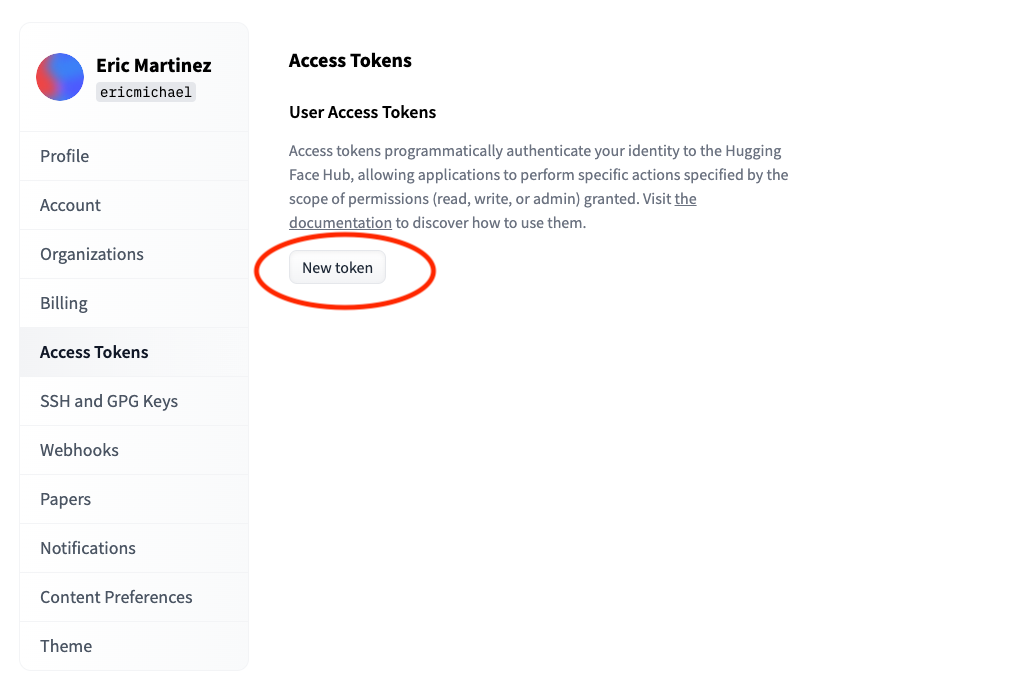 Eric Martinez
ericmichael
Profile
Account
Organizations
Billing
Access Tokens
SSH and GPG Keys
Webhooks
Papers
Notifications
Content Preferences
Theme
Access Tokens
User Access Tokens
Access tokens programmatically authenticate your identity to the Hugging
Face Hub, allowing applications to perform specific actions specified by the
scope of permissions (read, write, or admin) granted. Visit the
documentation to discover how to use them.
New token